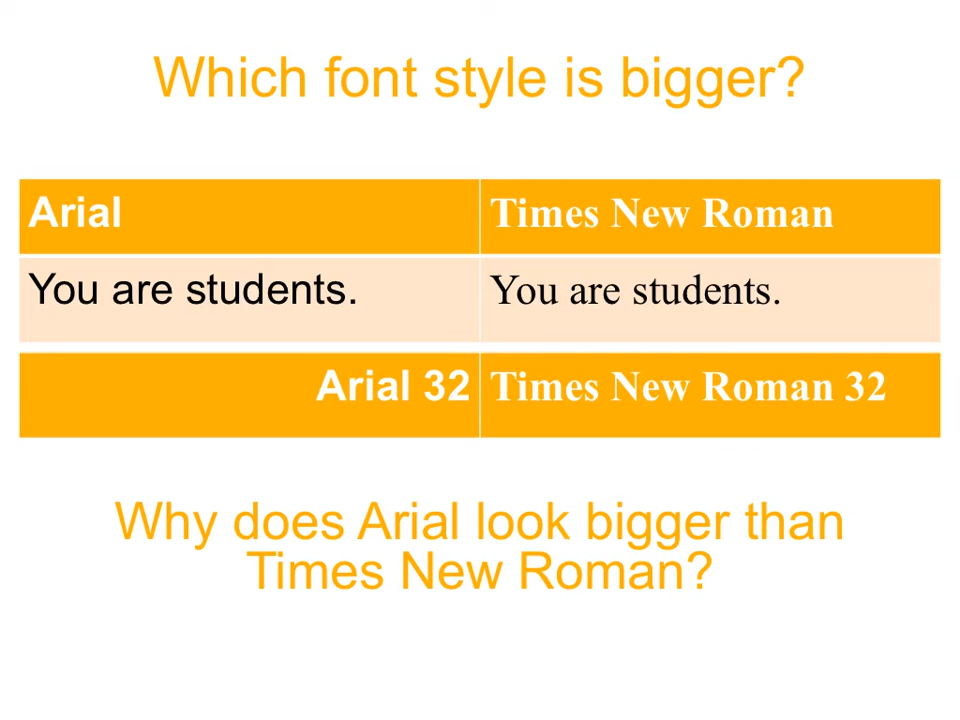 Which font style is bigger?
Arial
Times New Roman
You are students.
You are students.
Arial 32
Times New Roman 32
Why does Arial look bigger than
Times New Roman?